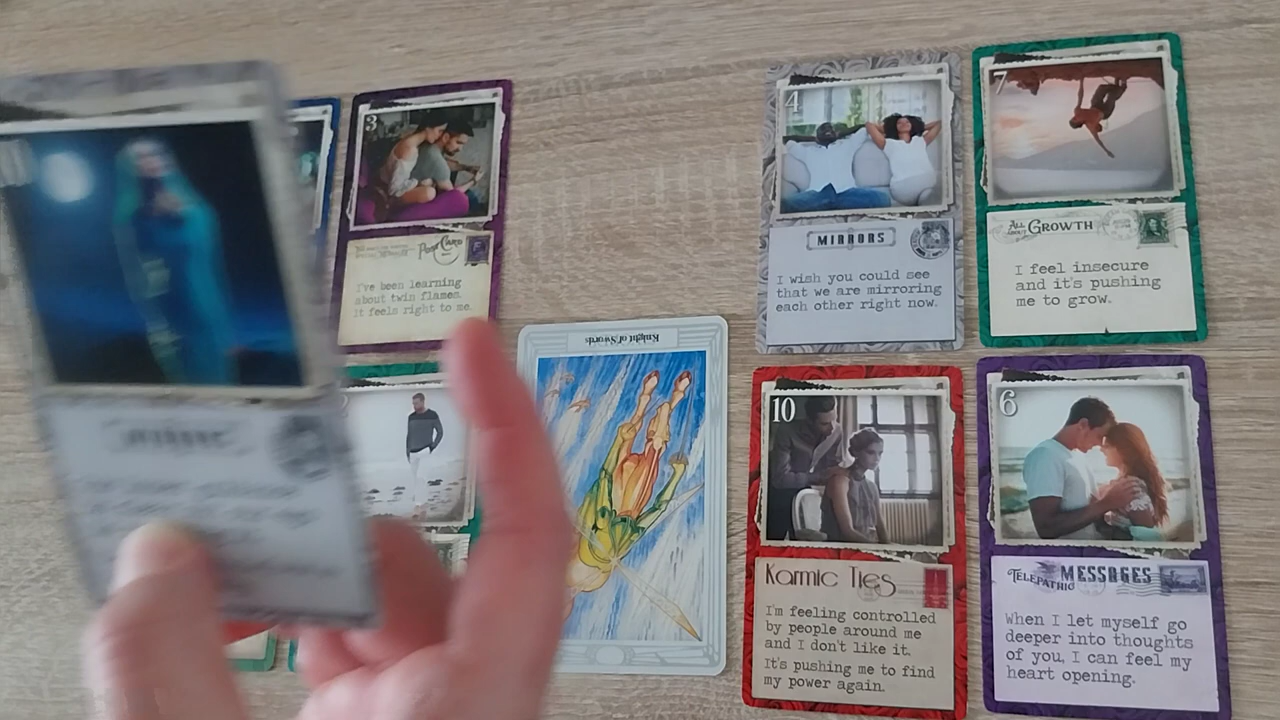 3
PostCard
I've been learning
about twin flames.
It feels right to me.
4
MIRRORS
I wish you could see
that we are mirroring
each other right now.
7
ALL ABOUT GROWTH
I feel insecure
and it's pushing
me to grow.
Knight of Swords
10
Karmic Ties
I'm feeling controlled
by people around me
and I don't like it.
It's pushing me to find
my power again.
6
TELEPATHIC MESSAGES
When I let myself go
deeper into thoughts
of you, I can feel my
heart opening.